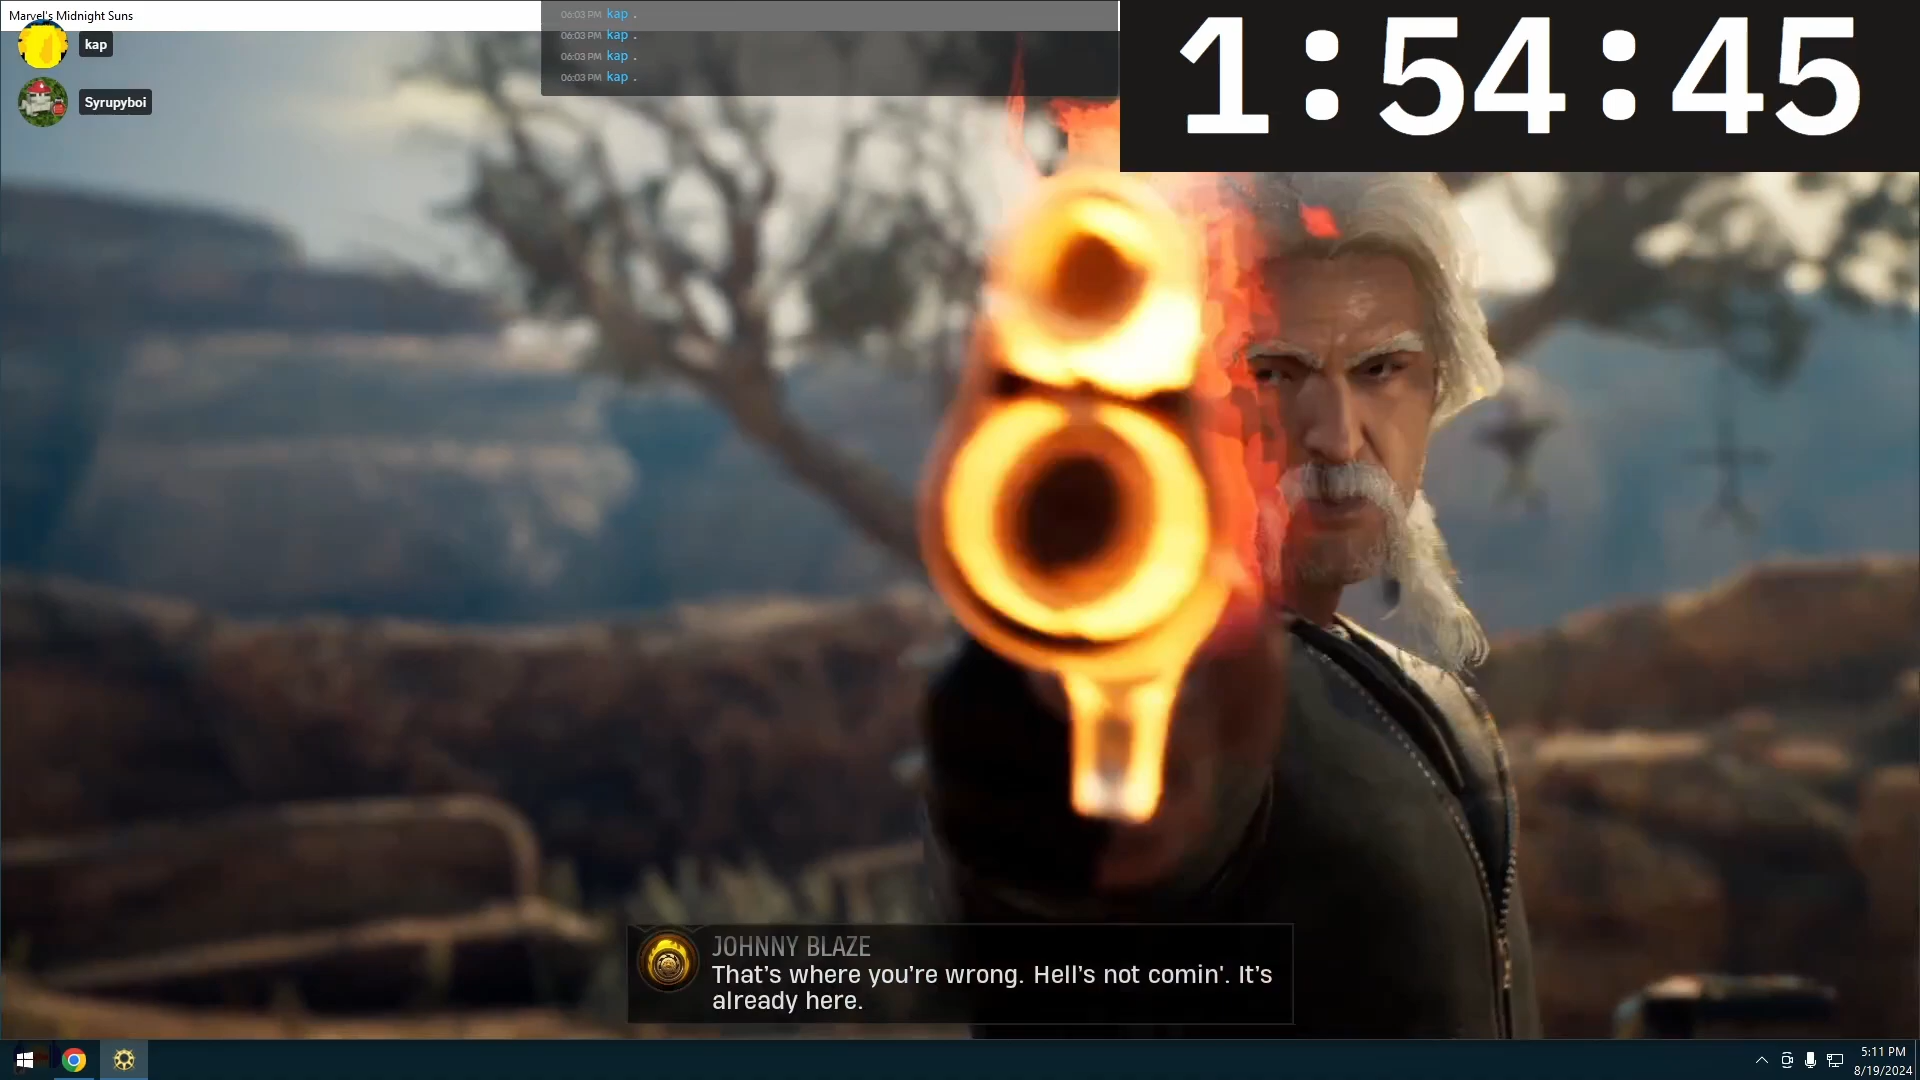 Marvel's Midnight Suns
06:03 PM kap .
06:03 PM kap .
06:03 PM kap .
06:03 PM kap .
1:54:45
kap
Syrupyboi
JOHNNY BLAZE
That's where you're wrong. Hell's not comin'. It's
already here.
5:11 PM
8/19/2024